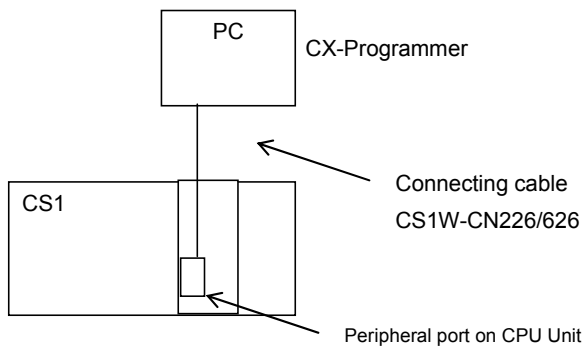 PC
CX-Programmer
Connecting cable
CS1W-CN226/626
CS1
Peripheral port on CPU Unit